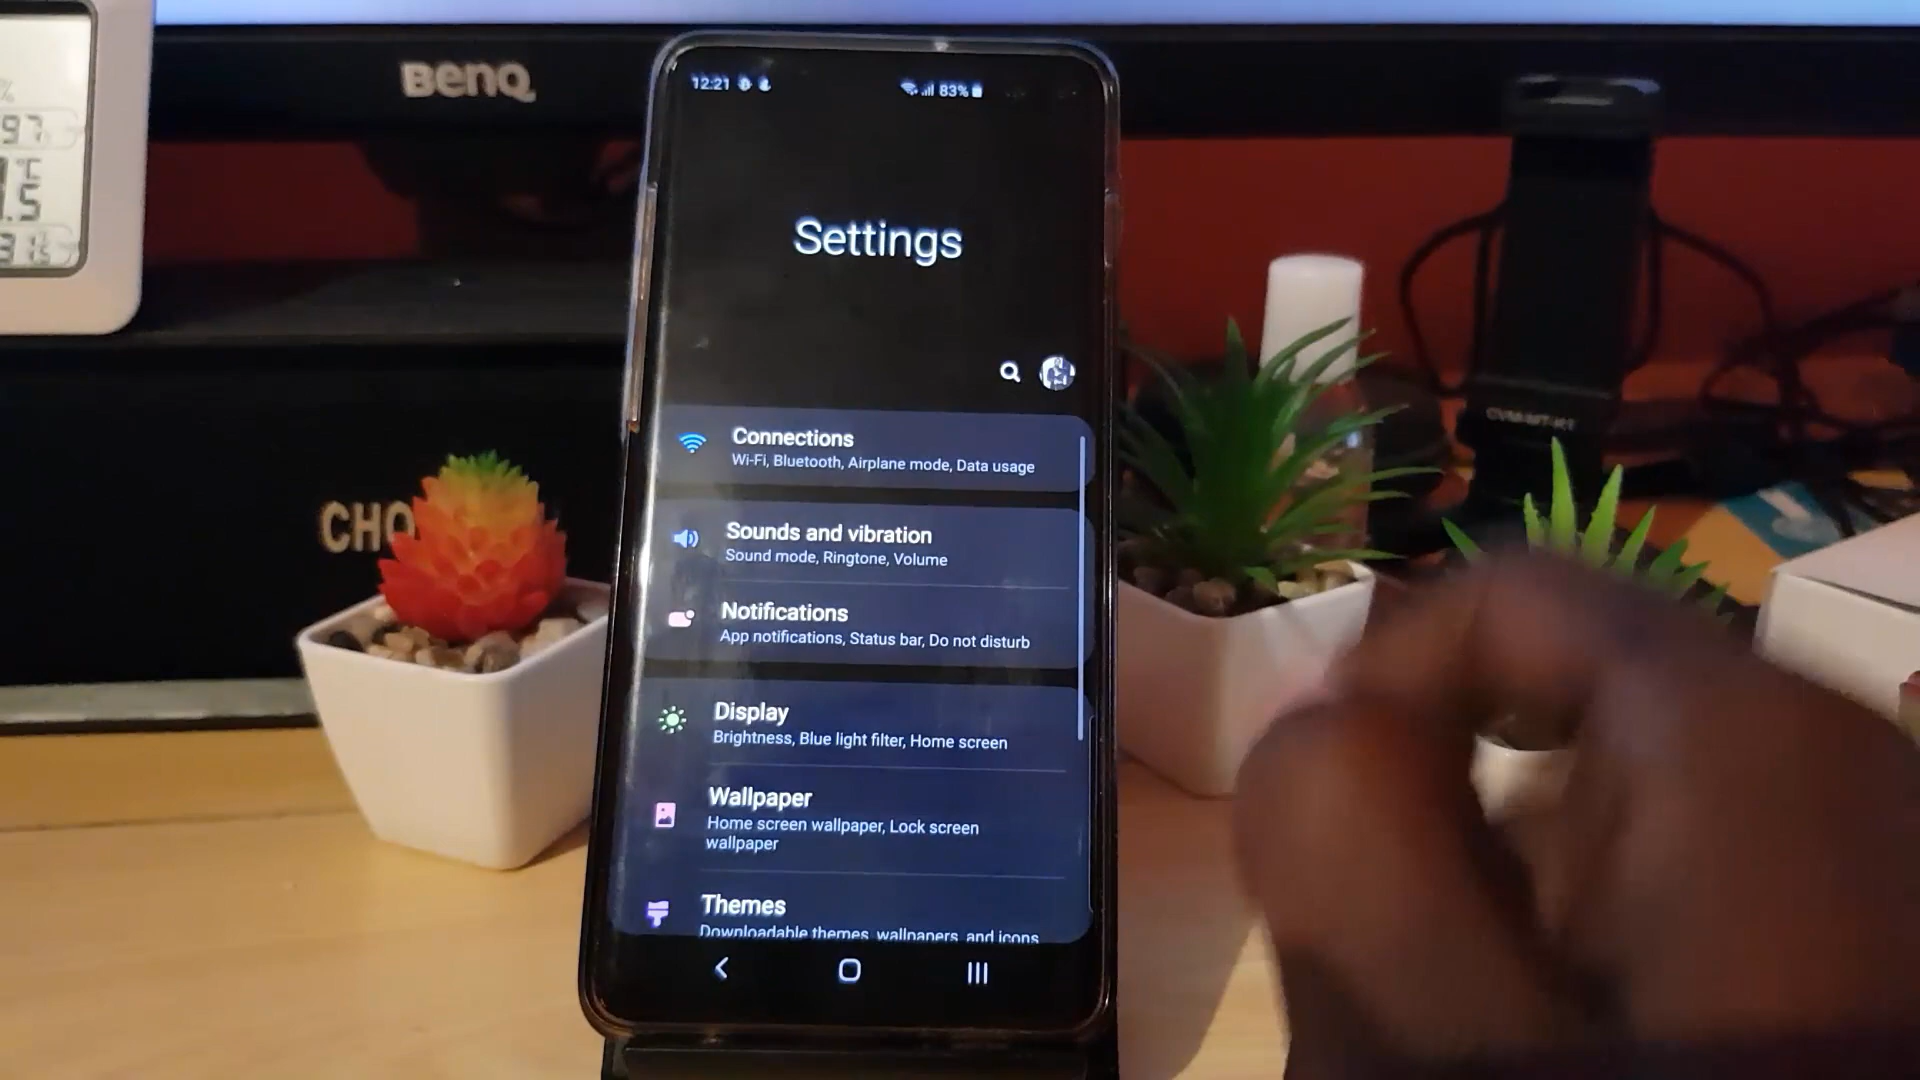 BenQ
%
97
℃
.5
12:21
83%
Settings
Connections
Wi-Fi, Bluetooth, Airplane mode, Data usage
Sounds and vibration
Sound mode, Ringtone, Volume
Notifications
App notifications, Status bar, Do not disturb
Display
Brightness, Blue light filter, Home screen
Wallpaper
Home screen wallpaper, Lock screen
wallpaper
Themes
Downloadable themes, wallpapers, and icons
CHO